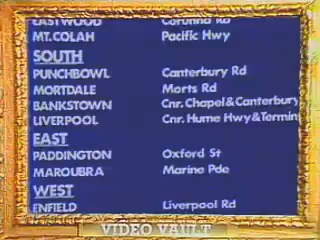 EASTWOOD Corunna Rd
MT.COLAH Pacific Hwy
SOUTH
PUNCHBOWL Canterbury Rd
MORTDALE Morts Rd
BANKSTOWN Cnr. Chapel&Canterbury
LIVERPOOL Cnr. Hume Hwy&Termin
EAST
PADDINGTON Oxford St
MAROUBRA Marine Pde
WEST
ENFIELD Liverpool Rd
VIDEO VAULT